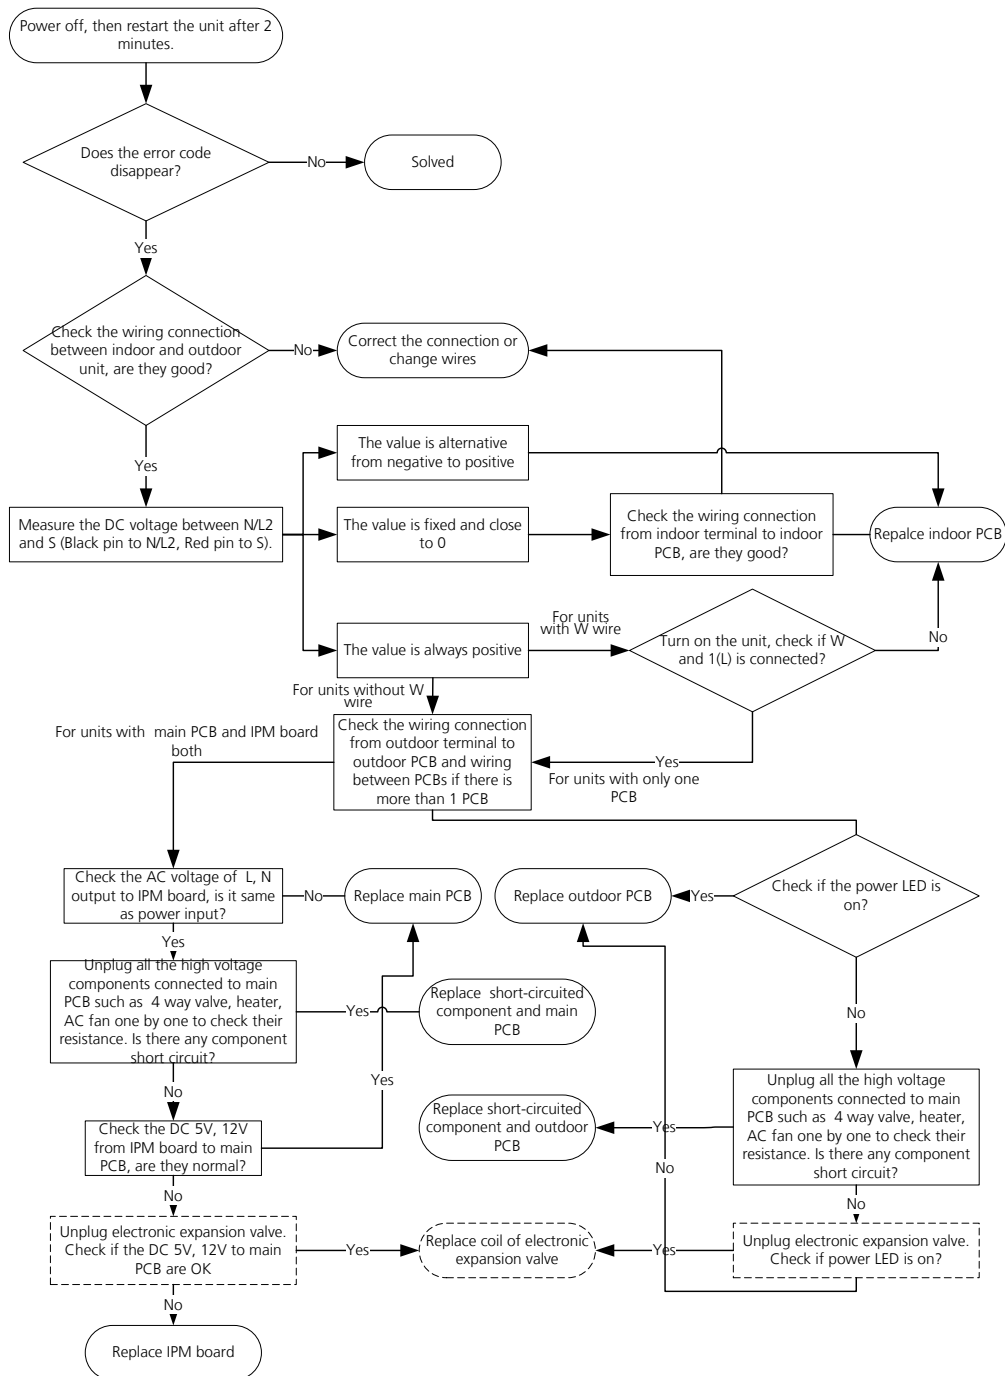 Power off, then restart the unit after 2
minutes.
Does the error code
disappear?
No
Solved
Yes
Check the wiring connection
between indoor and outdoor
unit, are they good?
No
Correct the connection or
change wires
Yes
The value is alternative
from negative to positive
Measure the DC voltage between N/L2
and S (Black pin to N/L2, Red pin to S).
The value is fixed and close
to 0
Check the wiring connection
from indoor terminal to indoor
PCB, are they good?
Repalce indoor PCB
The value is always positive
For units
with W wire
Turn on the unit, check if W
and 1(L) is connected?
No
For units without W
wire
For units with  main PCB and IPM board
both
Check the wiring connection
from outdoor terminal to
outdoor PCB and wiring
between PCBs if there is
more than 1 PCB
Yes
For units with only one
PCB
Check the AC voltage of  L, N
output to IPM board, is it same
as power input?
No
Replace main PCB
Replace outdoor PCB
Yes
Check if the power LED is
on?
Yes
Unplug all the high voltage
components connected to main
PCB such as  4 way valve, heater,
AC fan one by one to check their
resistance. Is there any component
short circuit?
Yes
Replace  short-circuited
component and main
PCB
No
Yes
No
Check the DC 5V, 12V
from IPM board to main
PCB, are they normal?
Replace short-circuited
component and outdoor
PCB
Yes
Unplug all the high voltage
components connected to main
PCB such as  4 way valve, heater,
AC fan one by one to check their
resistance. Is there any component
short circuit?
No
No
No
Unplug electronic expansion valve.
Check if the DC 5V, 12V to main
PCB are OK
Yes
Replace coil of electronic
expansion valve
Yes
Unplug electronic expansion valve.
Check if power LED is on?
No
Replace IPM board